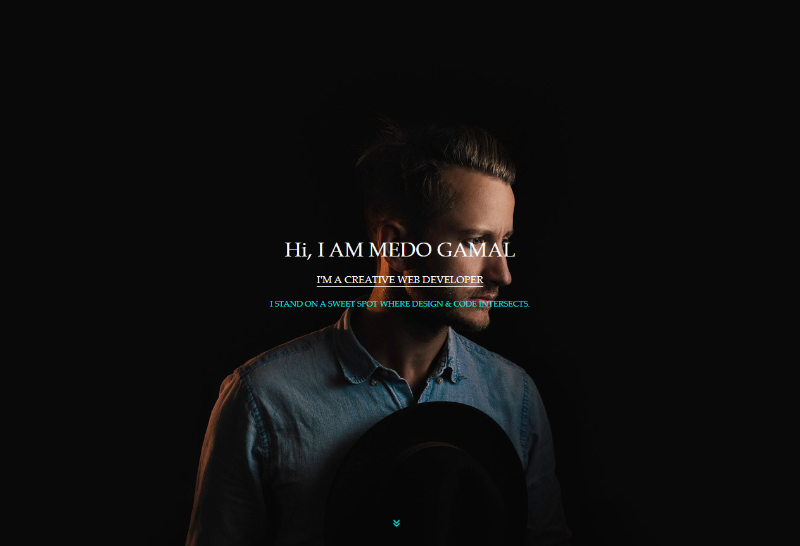 Hi, I AM MEDO GAMAL
I'M A CREATIVE WEB DEVELOPER
I STAND ON A SWEET SPOT WHERE DESIGN & CODE INTERSECTS.